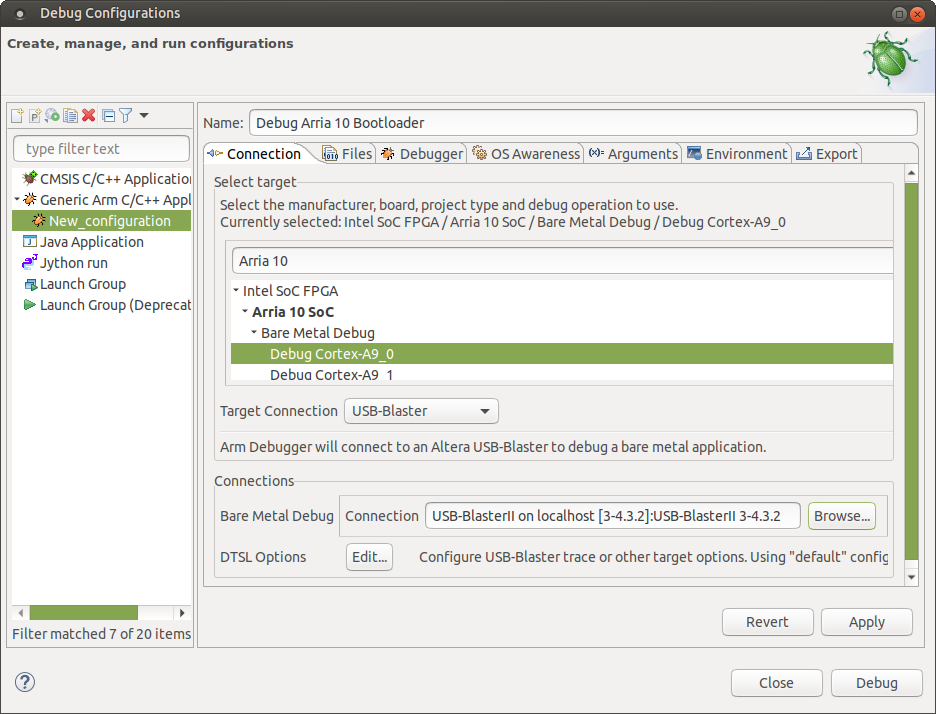 Debug Configurations
Create, manage, and run configurations
type filter text
CMSIS C/C++ Application
Generic Arm C/C++ Appl
New_configuration
Java Application
Jython run
Launch Group
Launch Group (Deprecat
Filter matched 7 of 20 items
Name: Debug Arria 10 Bootloader
Connection Files Debugger OS Awareness Arguments Environment Export
Select target
Select the manufacturer, board, project type and debug operation to use.
Currently selected: Intel SoC FPGA / Arria 10 SoC / Bare Metal Debug / Debug Cortex-A9_0
Arria 10
Intel SoC FPGA
Arria 10 SoC
Bare Metal Debug
Debug Cortex-A9_0
Debug Cortex-A9_1
Target Connection USB-Blaster
Arm Debugger will connect to an Altera USB-Blaster to debug a bare metal application.
Connections
Bare Metal Debug Connection USB-BlasterII on localhost [3-4.3.2]:USB-BlasterII 3-4.3.2 Browse...
DTSL Options Edit... Configure USB-Blaster trace or other target options. Using "default" config
Revert Apply
Close Debug